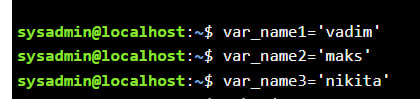 sysadmin@localhost:~$ var_name1='vadim'
sysadmin@localhost:~$ var_name2='maks'
sysadmin@localhost:~$ var_name3='nikita'